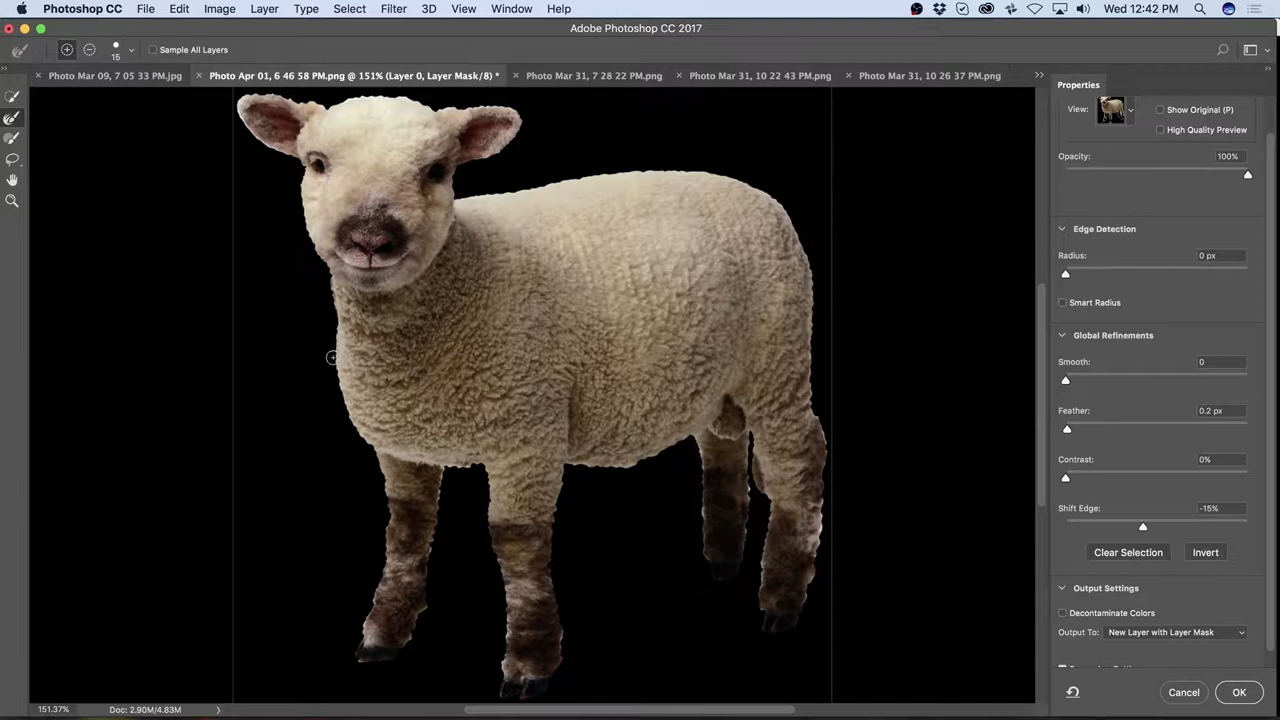 Photoshop CC File Edit Image Layer Type Select Filter 3D View Window Help Wed 12:42 PM
Adobe Photoshop CC 2017
15 Sample All Layers
Photo Mar 09, 7 05 33 PM.jpg Photo Apr 01, 6 46 58 PM.png @ 151% (Layer 0, Layer Mask/8) * Photo Mar 31, 7 28 22 PM.png Photo Mar 31, 10 22 43 PM.png Photo Mar 31, 10 26 37 PM.png
Properties
View: Show Original (P)
High Quality Preview
Opacity: 100%
Edge Detection
Radius: 0 px
Smart Radius
Global Refinements
Smooth: 0
Feather: 0.2 px
Contrast: 0%
Shift Edge: -15%
Clear Selection Invert
Output Settings
Decontaminate Colors
Output To: New Layer with Layer Mask
Cancel OK
151.37% Doc: 2.90M/4.83M